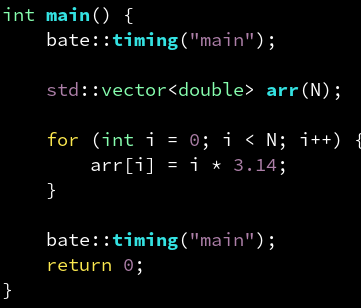 int main() {
    bate::timing("main");

    std::vector<double> arr(N);

    for (int i = 0; i < N; i++) {
        arr[i] = i * 3.14;
    }

    bate::timing("main");
    return 0;
}